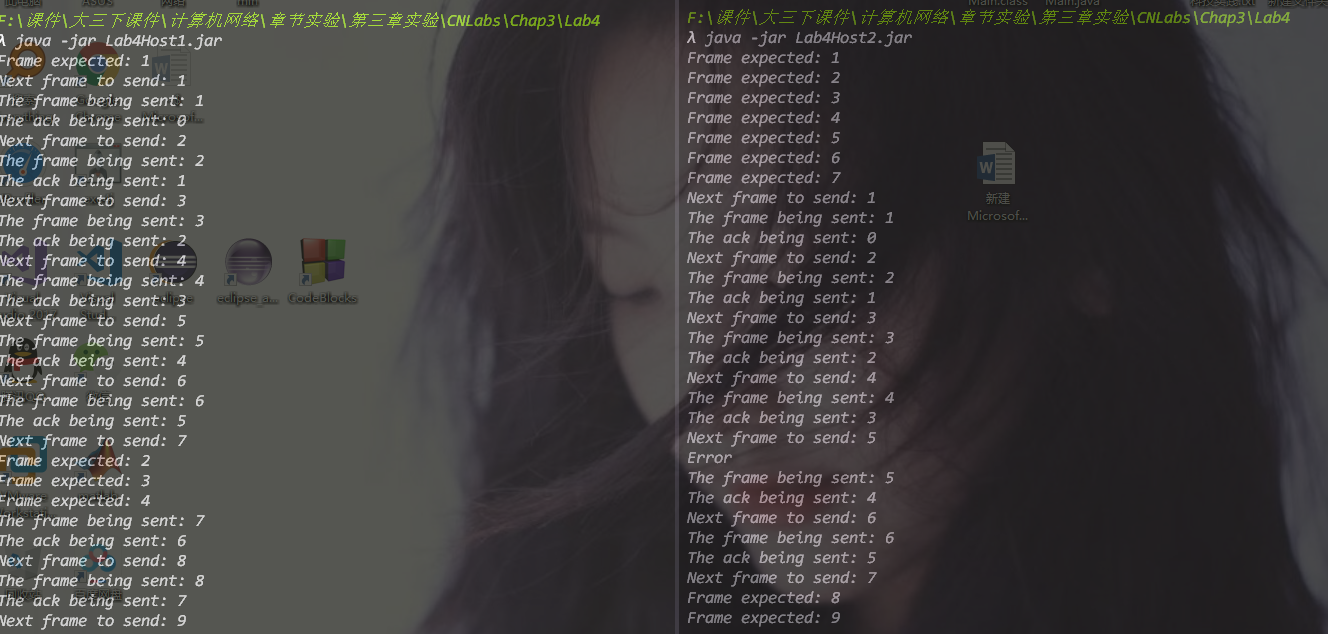 F:\课件\大三下课件\计算机网络\章节实验\第三章实验\CNLabs\Chap3\Lab4
λ java -jar Lab4Host1.jar
Frame expected: 1
Next frame to send: 1
The frame being sent: 1
The ack being sent: 0
Next frame to send: 2
The frame being sent: 2
The ack being sent: 1
Next frame to send: 3
The frame being sent: 3
The ack being sent: 2
Next frame to send: 4
The frame being sent: 4
The ack being sent: 3
Next frame to send: 5
The frame being sent: 5
The ack being sent: 4
Next frame to send: 6
The frame being sent: 6
The ack being sent: 5
Next frame to send: 7
Frame expected: 2
Frame expected: 3
Frame expected: 4
The frame being sent: 7
The ack being sent: 6
Next frame to send: 8
The frame being sent: 8
The ack being sent: 7
Next frame to send: 9
eclipse_a...
CodeBlocks
F:\课件\大三下课件\计算机网络\章节实验\第三章实验\CNLabs\Chap3\Lab4
λ java -jar Lab4Host2.jar
Frame expected: 1
Frame expected: 2
Frame expected: 3
Frame expected: 4
Frame expected: 5
Frame expected: 6
Frame expected: 7
Next frame to send: 1
The frame being sent: 1
The ack being sent: 0
Next frame to send: 2
The frame being sent: 2
The ack being sent: 1
Next frame to send: 3
The frame being sent: 3
The ack being sent: 2
Next frame to send: 4
The frame being sent: 4
The ack being sent: 3
Next frame to send: 5
Error
The frame being sent: 5
The ack being sent: 4
Next frame to send: 6
The frame being sent: 6
The ack being sent: 5
Next frame to send: 7
Frame expected: 8
Frame expected: 9
新建
Microsof...
Main.class
Main.java